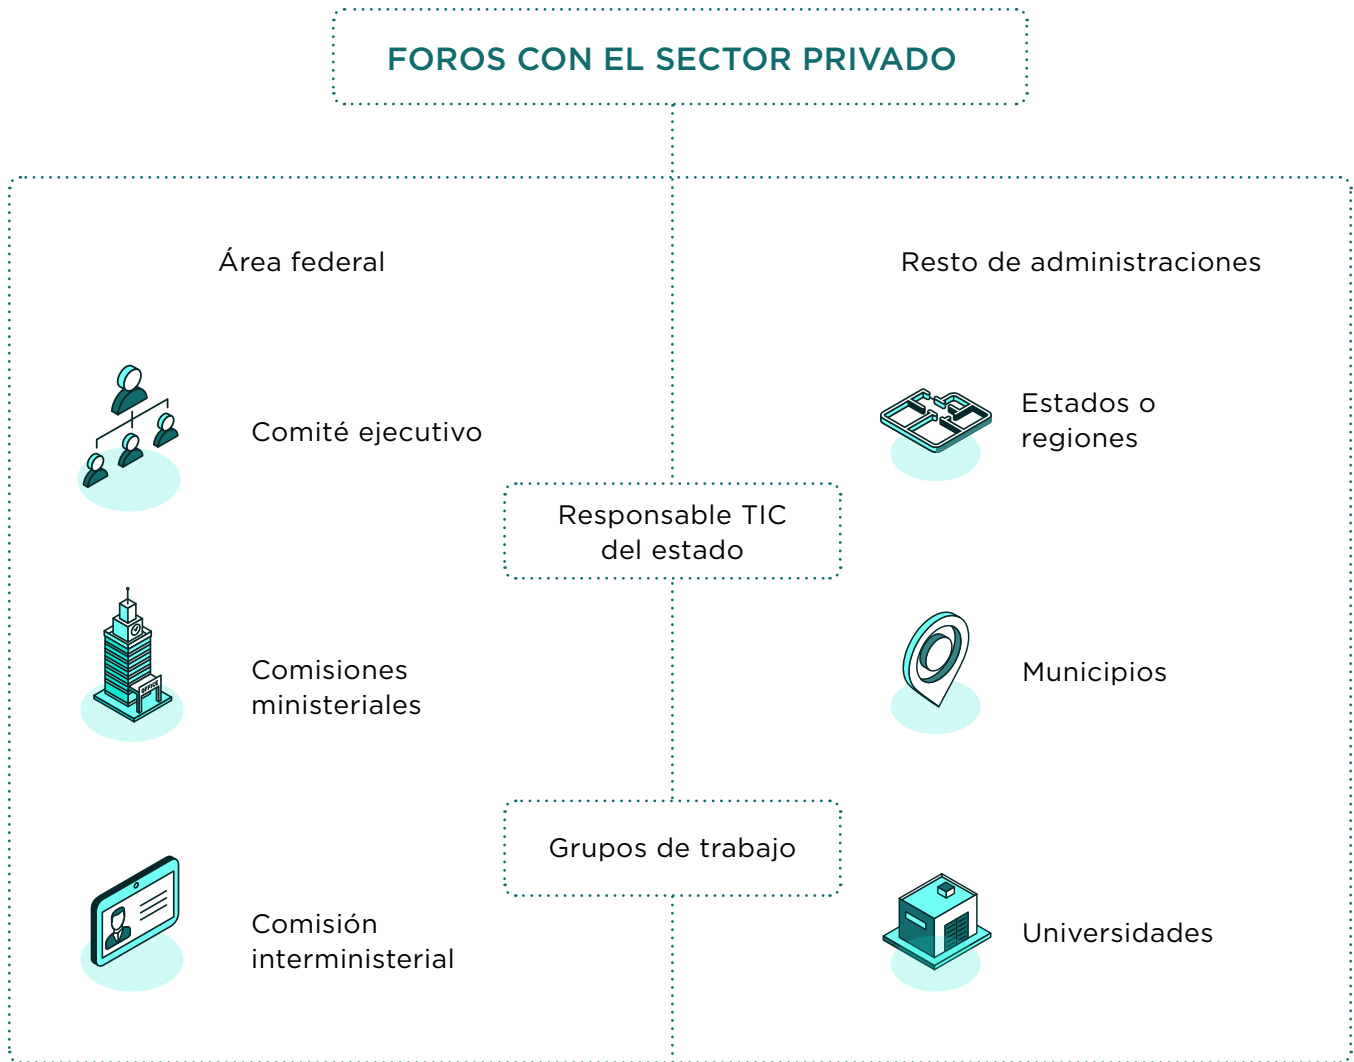 FOROS CON EL SECTOR PRIVADO
Área federal
Resto de administraciones
Comité ejecutivo
Estados o
regiones
Responsable TIC
del estado
OFFICE
Comisiones
ministeriales
Municipios
Grupos de trabajo
Comisión
interministerial
Universidades